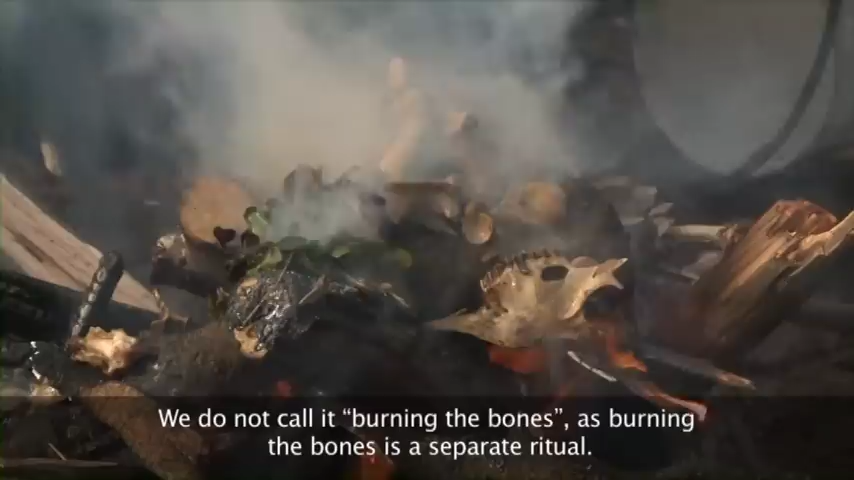 We do not call it “burning the bones”, as burning
the bones is a separate ritual.